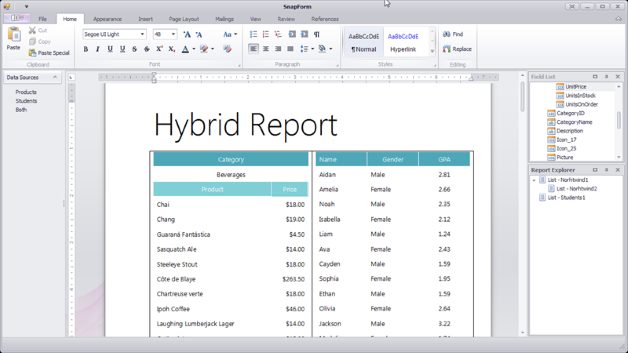 SnapForm
File Home Appearance Insert Page Layout Mailings View Review References
Paste
Cut
Copy
Paste Special
Clipboard
Segoe UI Light 48
Font
Paragraph
AaBbCcDdE AaBbCcDdE
¶ Normal Hyperlink
Styles
Find
Replace
Editing
Data Sources
Products
Students
Both
Hybrid Report
Category
Beverages
Product Price
Chai $18.00
Chang $19.00
Guaraná Fantástica $4.50
Sasquatch Ale $14.00
Steeleye Stout $18.00
Côte de Blaye $263.50
Chartreuse verte $18.00
Ipoh Coffee $46.00
Laughing Lumberjack Lager $14.00
Name Gender GPA
Aidan Male 2.81
Amelia Female 2.66
Noah Male 2.35
Isabella Female 2.12
Liam Male 1.24
Ava Female 2.43
Cayden Male 1.59
Sophia Female 1.95
Ethan Male 1.59
Olivia Female 2.64
Jackson Male 3.22
Field List
UnitPrice
UnitsInStock
UnitsOnOrder
CategoryID
CategoryName
Description
Icon_17
Icon_25
Picture
Report Explorer
List - Norhtwind1
List - Norhtwind2
List - Students1